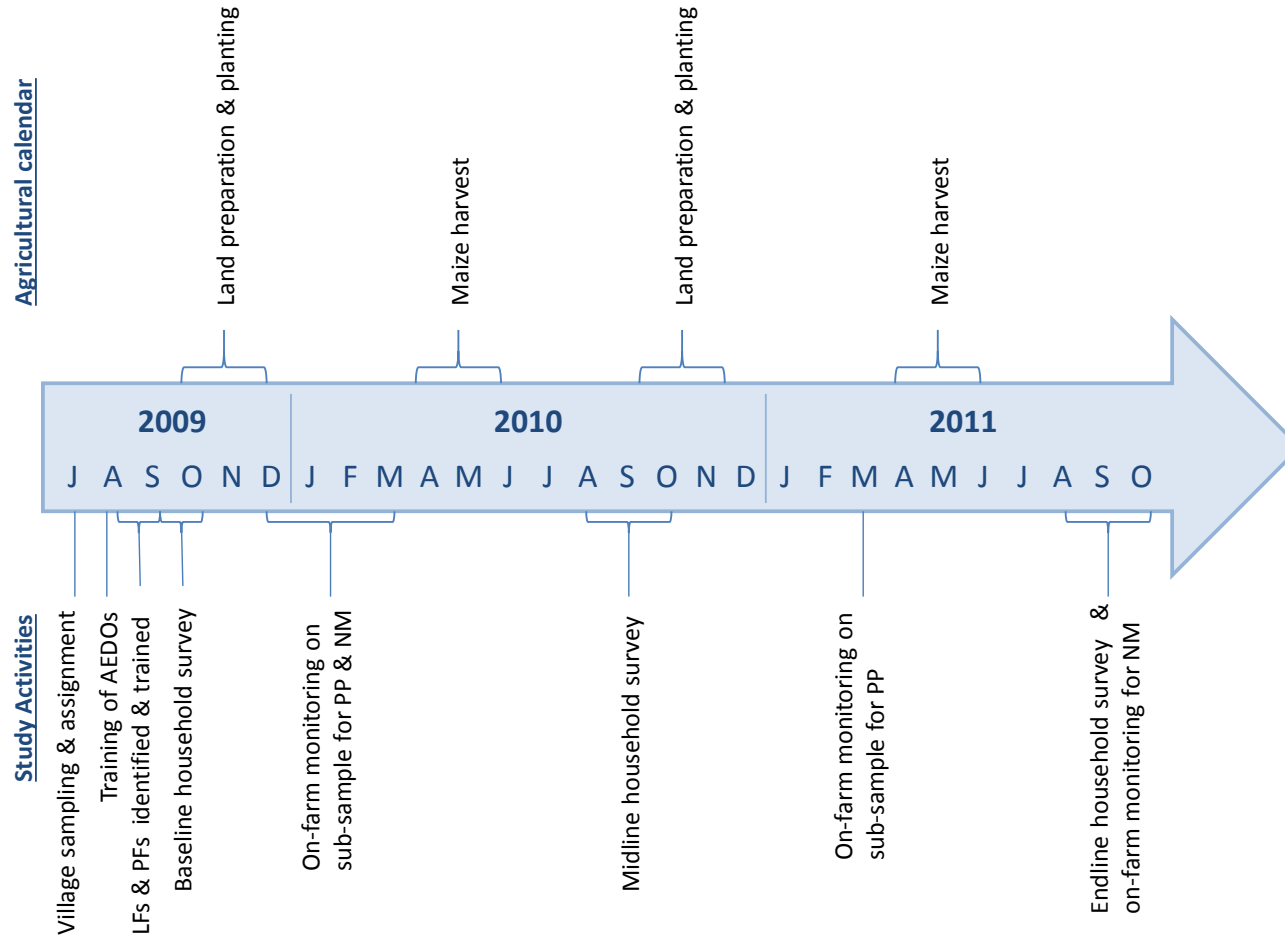 Agricultural calendar
Land preparation & planting
Maize harvest
Land preparation & planting
Maize harvest
2009
2010
2011
J A S O N D J F M A M J J A S O N D J F M A M J J A S O
Study Activities
Village sampling & assignment
Training of AEDOs
LFs & PFs identified & trained
Baseline household survey
On-farm monitoring on
sub-sample for PP & NM
Midline household survey
On-farm monitoring on
sub-sample for PP
Endline household survey &
on-farm monitoring for NM